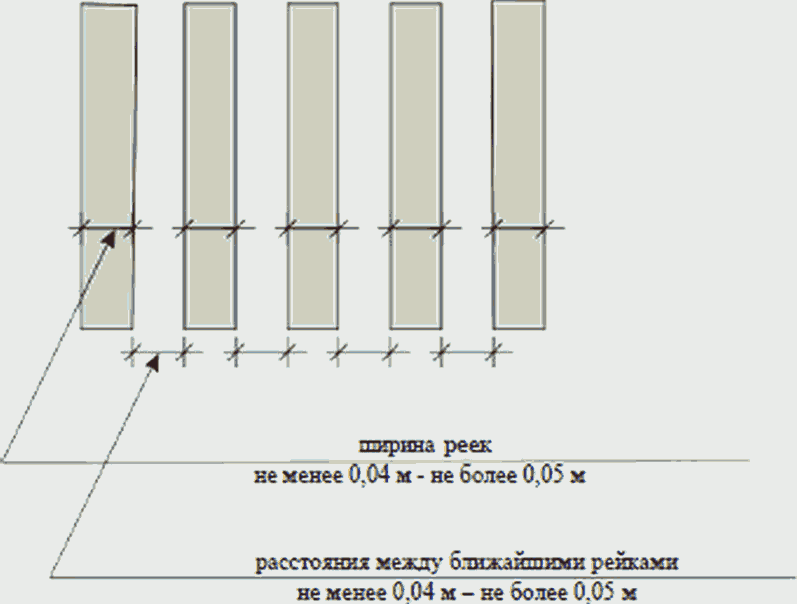 ширина реек
не менее 0,04 м - не более 0,05 м
расстояния между ближайшими рейками
не менее 0,04 м – не более 0,05 м